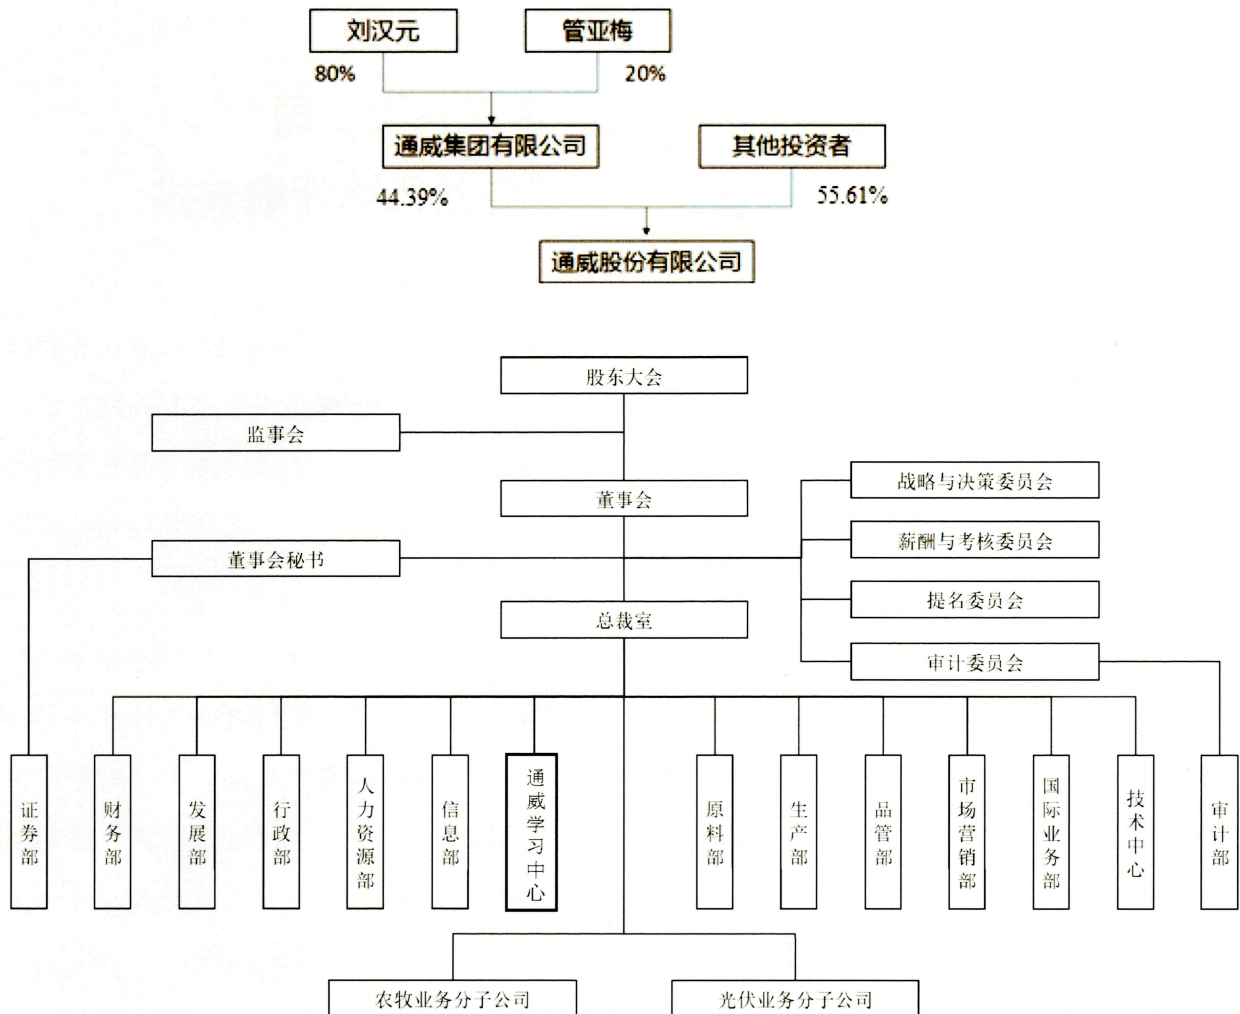 刘汉元
管亚梅
80%
20%
通威集团有限公司
其他投资者
44.39%
55.61%
通威股份有限公司
股东大会
监事会
战略与决策委员会
董事会
薪酬与考核委员会
董事会秘书
提名委员会
总裁室
审计委员会
证券部
财务部
发展部
行政部
人力资源部
信息部
通威学习中心
原料部
生产部
品管部
市场营销部
国际业务部
技术中心
审计部
农牧业务分子公司
光伏业务分子公司